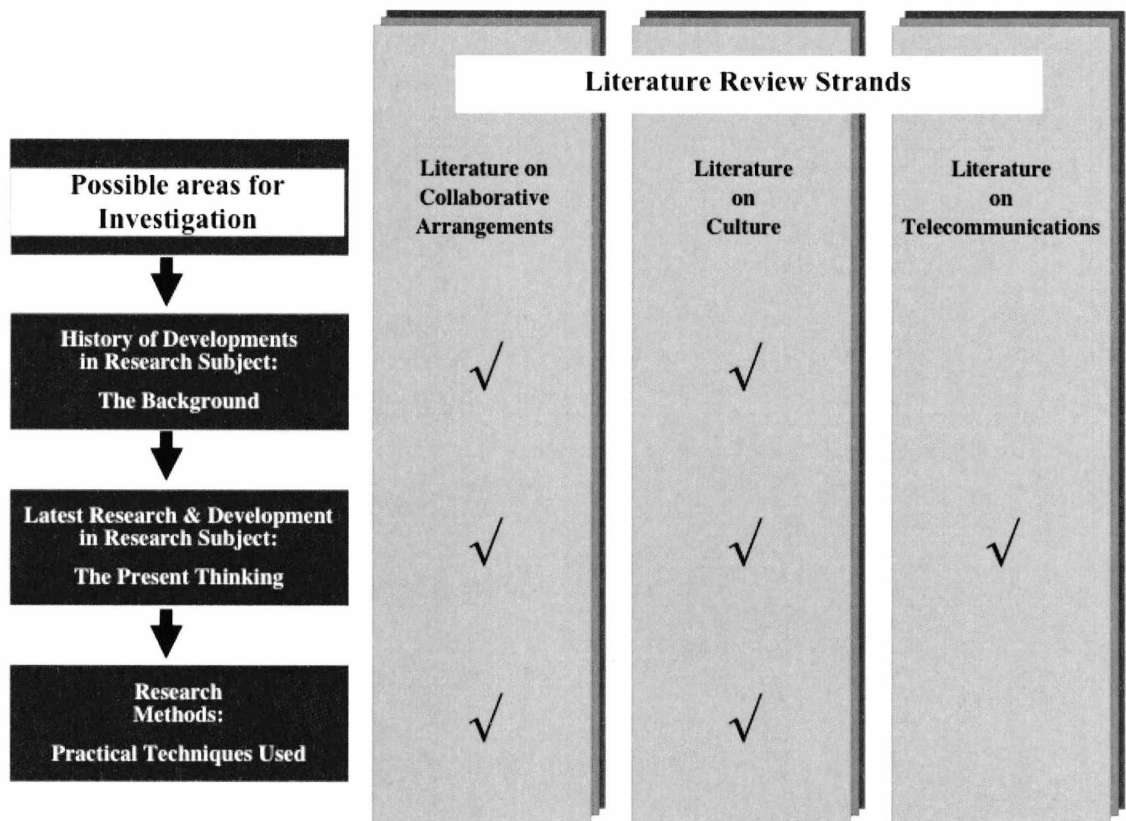 Literature Review Strands
Possible areas for
Investigation
Literature on
Collaborative
Arrangements
Literature
on
Culture
Literature
on
Telecommunications
History of Developments
in Research Subject:
The Background
√
√
Latest Research & Development
in Research Subject:
The Present Thinking
√
√
√
Research
Methods:
Practical Techniques Used
√
√